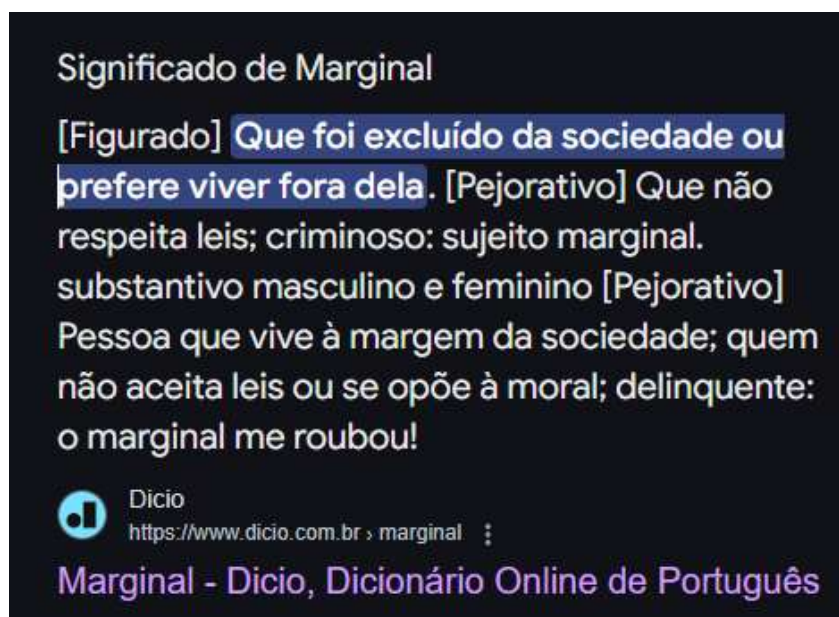 Significado de Marginal
[Figurado] Que foi excluído da sociedade ou
prefere viver fora dela. [Pejorativo] Que não
respeita leis; criminoso: sujeito marginal.
substantivo masculino e feminino [Pejorativo]
Pessoa que vive à margem da sociedade; quem
não aceita leis ou se opõe à moral; delinquente:
o marginal me roubou!
Dicio
https://www.dicio.com.br › marginal
Marginal - Dicio, Dicionário Online de Português